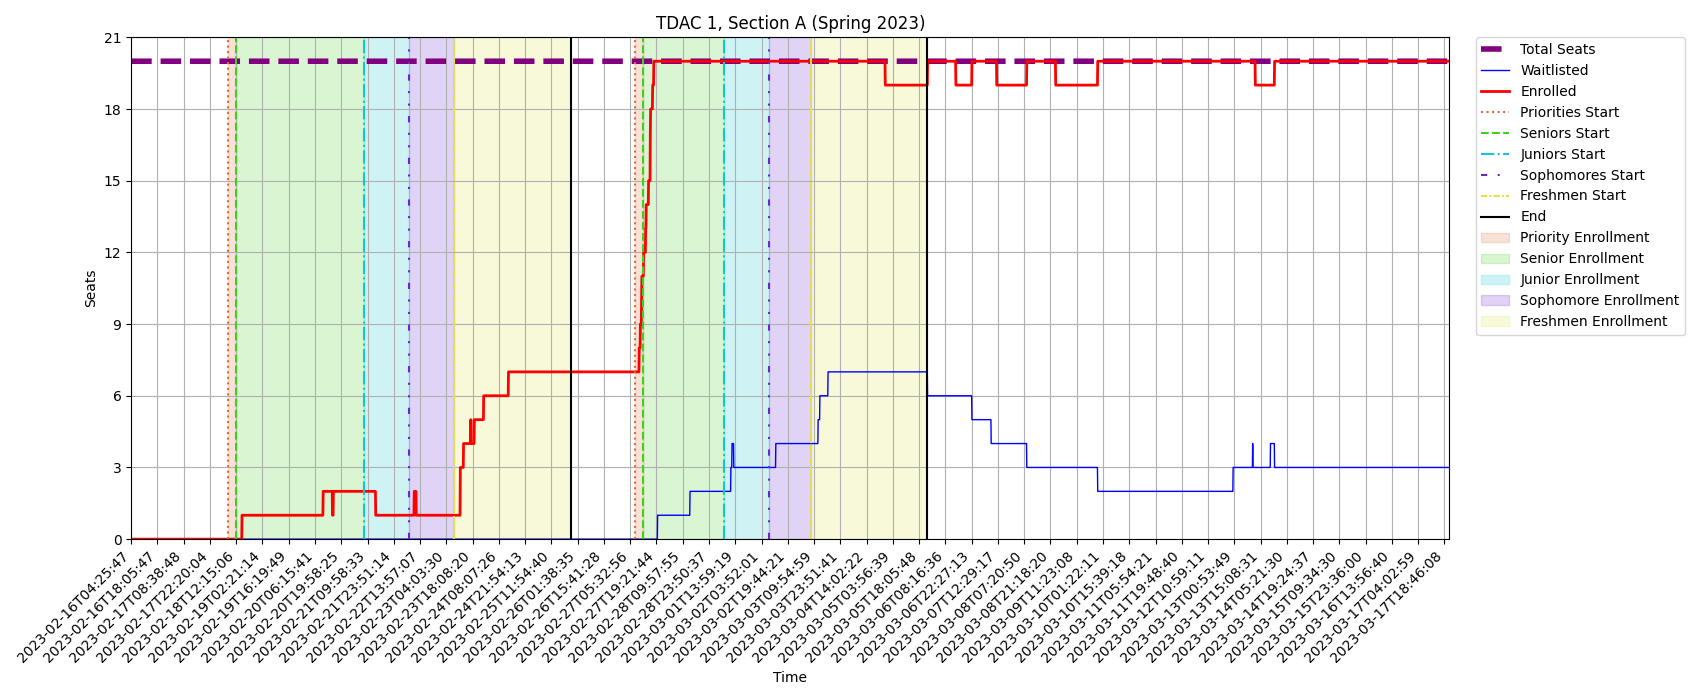 TDAC 1, Section A (Spring 2023)
21
18
15
12
9
6
3
0
Seats
2023-02-16T04:25:47
2023-02-16T18:05:47
2023-02-17T08:38:48
2023-02-17T22:20:04
2023-02-18T12:15:06
2023-02-19T02:21:14
2023-02-19T16:19:49
2023-02-20T06:15:41
2023-02-20T19:58:25
2023-02-21T09:58:33
2023-02-21T23:51:14
2023-02-22T13:57:07
2023-02-23T04:03:30
2023-02-23T18:08:20
2023-02-24T08:07:26
2023-02-24T21:54:13
2023-02-25T11:54:40
2023-02-26T01:38:35
2023-02-26T15:41:28
2023-02-27T05:32:56
2023-02-27T19:21:44
2023-02-28T09:57:55
2023-02-28T23:50:37
2023-03-01T13:59:19
2023-03-02T03:52:01
2023-03-02T19:44:21
2023-03-03T09:54:59
2023-03-03T23:51:41
2023-03-04T14:02:22
2023-03-05T03:56:39
2023-03-05T18:05:48
2023-03-06T08:16:36
2023-03-06T22:27:13
2023-03-07T12:29:17
2023-03-08T07:20:50
2023-03-08T21:18:20
2023-03-09T11:23:08
2023-03-10T01:22:11
2023-03-10T15:39:18
2023-03-11T05:54:21
2023-03-11T19:48:40
2023-03-12T10:59:11
2023-03-13T00:53:49
2023-03-13T15:08:31
2023-03-14T05:21:30
2023-03-14T19:24:37
2023-03-15T09:34:30
2023-03-15T23:36:00
2023-03-16T13:56:40
2023-03-17T04:02:59
2023-03-17T18:46:08
Time
Total Seats
Waitlisted
Enrolled
Priorities Start
Seniors Start
Juniors Start
Sophomores Start
Freshmen Start
End
Priority Enrollment
Senior Enrollment
Junior Enrollment
Sophomore Enrollment
Freshmen Enrollment